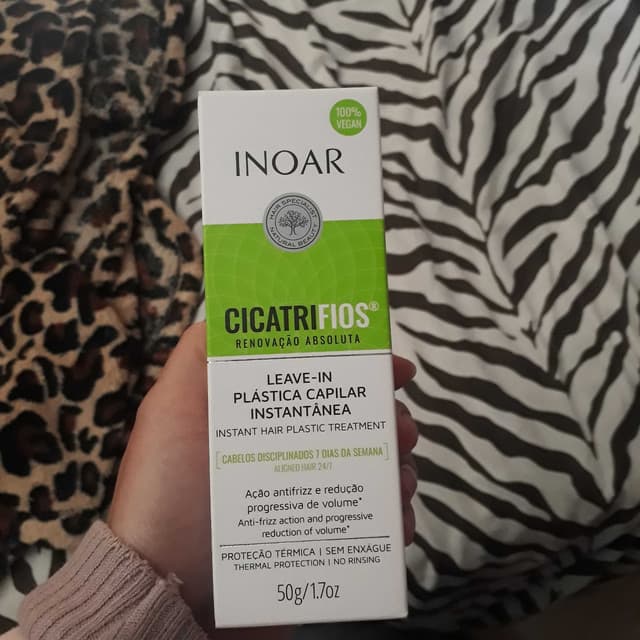 100%
VEGAN
INOAR
HAIR SPECIALIST
NATURAL BEAUTY
CICATRIFIOS®
RENOVAÇÃO ABSOLUTA
LEAVE-IN
PLÁSTICA CAPILAR
INSTANTÂNEA
INSTANT HAIR PLASTIC TREATMENT
[CABELOS DISCIPLINADOS 7 DIAS DA SEMANA]
ALIGNED HAIR 24/7
Ação antifrizz e redução
progressiva de volume*
Anti-frizz action and progressive
reduction of volume*
PROTEÇÃO TÉRMICA | SEM ENXÁGUE
THERMAL PROTECTION | NO RINSING
50g/1.7oz